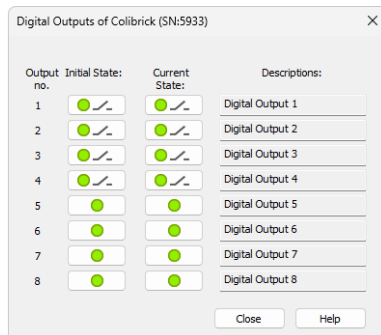 Digital Outputs of Colibrick (SN:5933)
Output no. Initial State: Current State: Descriptions:
1 Digital Output 1
2 Digital Output 2
3 Digital Output 3
4 Digital Output 4
5 Digital Output 5
6 Digital Output 6
7 Digital Output 7
8 Digital Output 8
Close Help